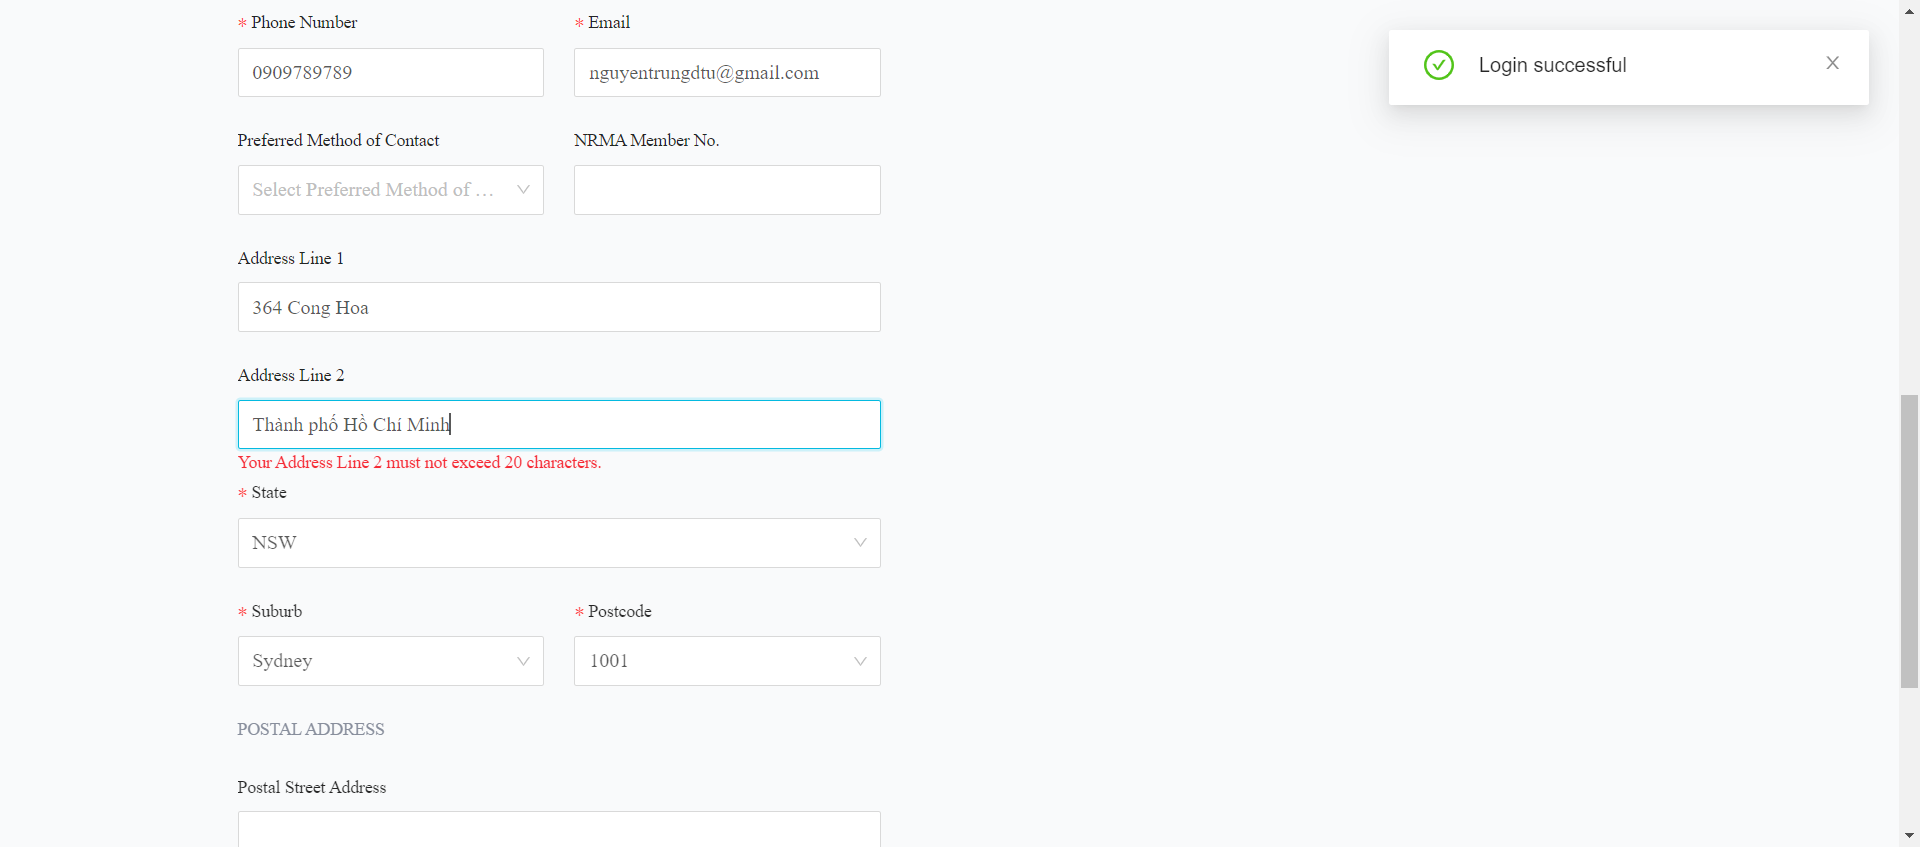 * Phone Number
* Email
0909789789
nguyentrungdtu@gmail.com
Login successful
Preferred Method of Contact
NRMA Member No.
Select Preferred Method of ...
Address Line 1
364 Cong Hoa
Address Line 2
Thành phố Hồ Chí Minh
Your Address Line 2 must not exceed 20 characters.
* State
NSW
* Suburb
* Postcode
Sydney
1001
POSTAL ADDRESS
Postal Street Address